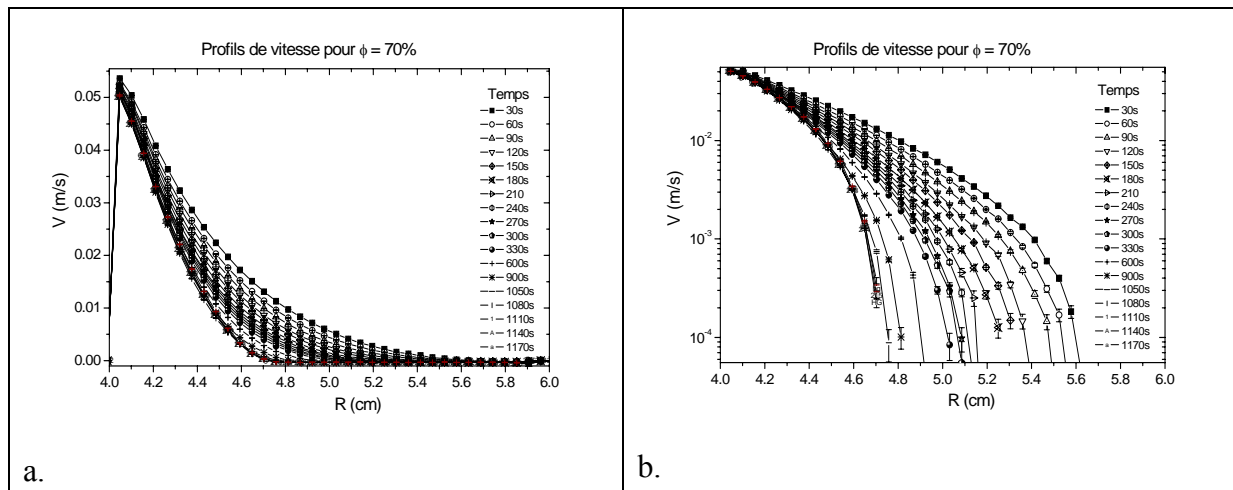 Profils de vitesse pour ϕ = 70%
0.05
0.04
0.03
0.02
0.01
0.00
V (m/s)
4.0 4.2 4.4 4.6 4.8 5.0 5.2 5.4 5.6 5.8 6.0
R (cm)
Temps
30s
60s
90s
120s
150s
180s
210
240s
270s
300s
330s
600s
900s
1050s
1080s
1110s
1140s
1170s
a.
Profils de vitesse pour ϕ = 70%
10⁻²
10⁻³
10⁻⁴
V (m/s)
4.0 4.2 4.4 4.6 4.8 5.0 5.2 5.4 5.6 5.8 6.0
R (cm)
Temps
30s
60s
90s
120s
150s
180s
210
240s
270s
300s
330s
600s
900s
1050s
1080s
1110s
1140s
1170s
b.